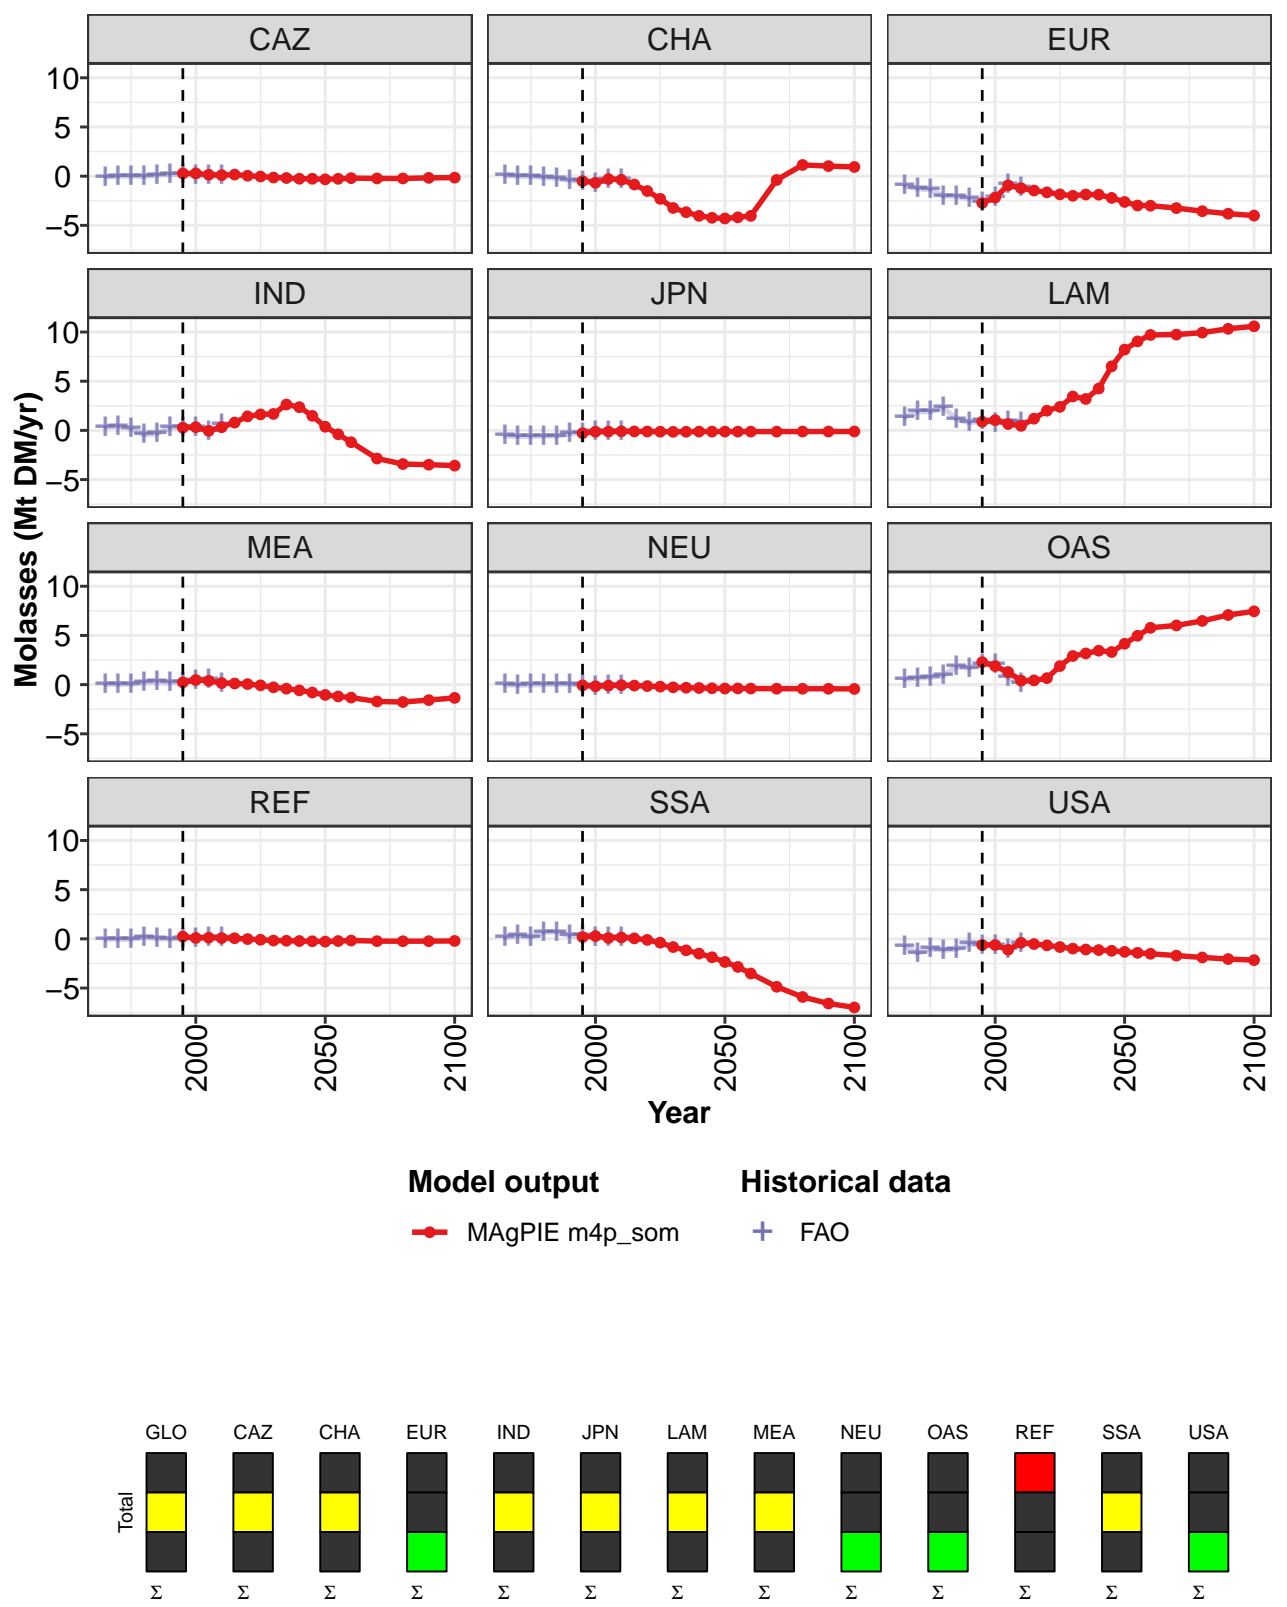 CAZ CHA EUR
10
5
0
−5
IND JPN LAM
10
5
0
−5
MEA NEU OAS
10
5
0
−5
REF SSA USA
10
5
0
−5
Molasses (Mt DM/yr)
2000 2050 2100 2000 2050 2100 2000 2050 2100
Year
Model output Historical data
MAgPIE m4p_som FAO
GLO CAZ CHA EUR IND JPN LAM MEA NEU OAS REF SSA USA
Total
Σ Σ Σ Σ Σ Σ Σ Σ Σ Σ Σ Σ Σ